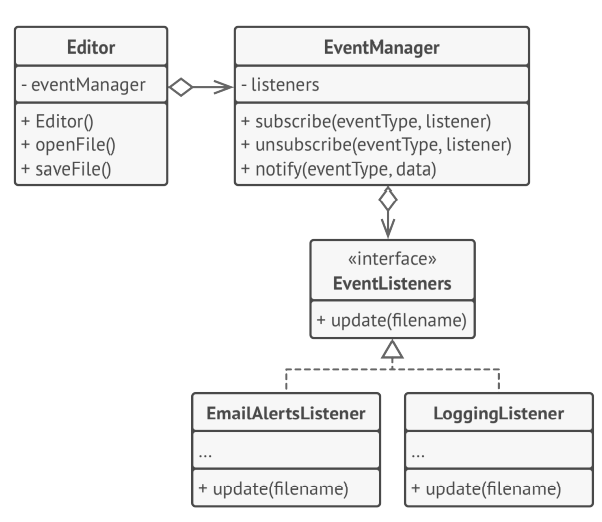 Editor
- eventManager
+ Editor()
+ openFile()
+ saveFile()
EventManager
- listeners
+ subscribe(eventType, listener)
+ unsubscribe(eventType, listener)
+ notify(eventType, data)
«interface»
EventListeners
+ update(filename)
EmailAlertsListener
...
+ update(filename)
LoggingListener
...
+ update(filename)